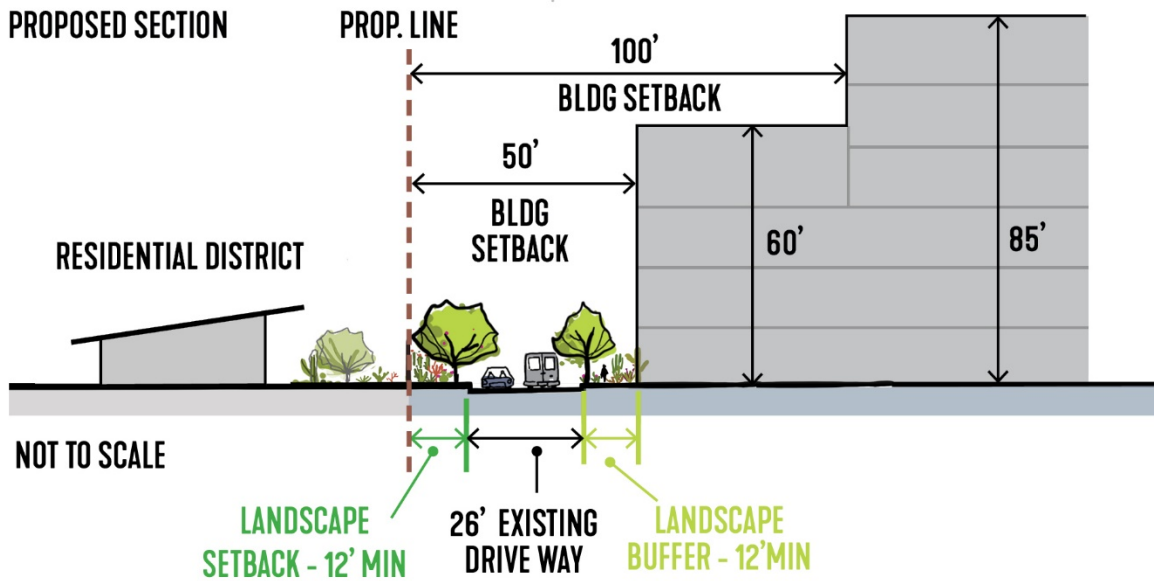 PROPOSED SECTION
PROP. LINE
100'
BLDG SETBACK
50'
BLDG
SETBACK
60'
85'
RESIDENTIAL DISTRICT
NOT TO SCALE
LANDSCAPE
SETBACK - 12' MIN
26' EXISTING
DRIVE WAY
LANDSCAPE
BUFFER - 12'MIN